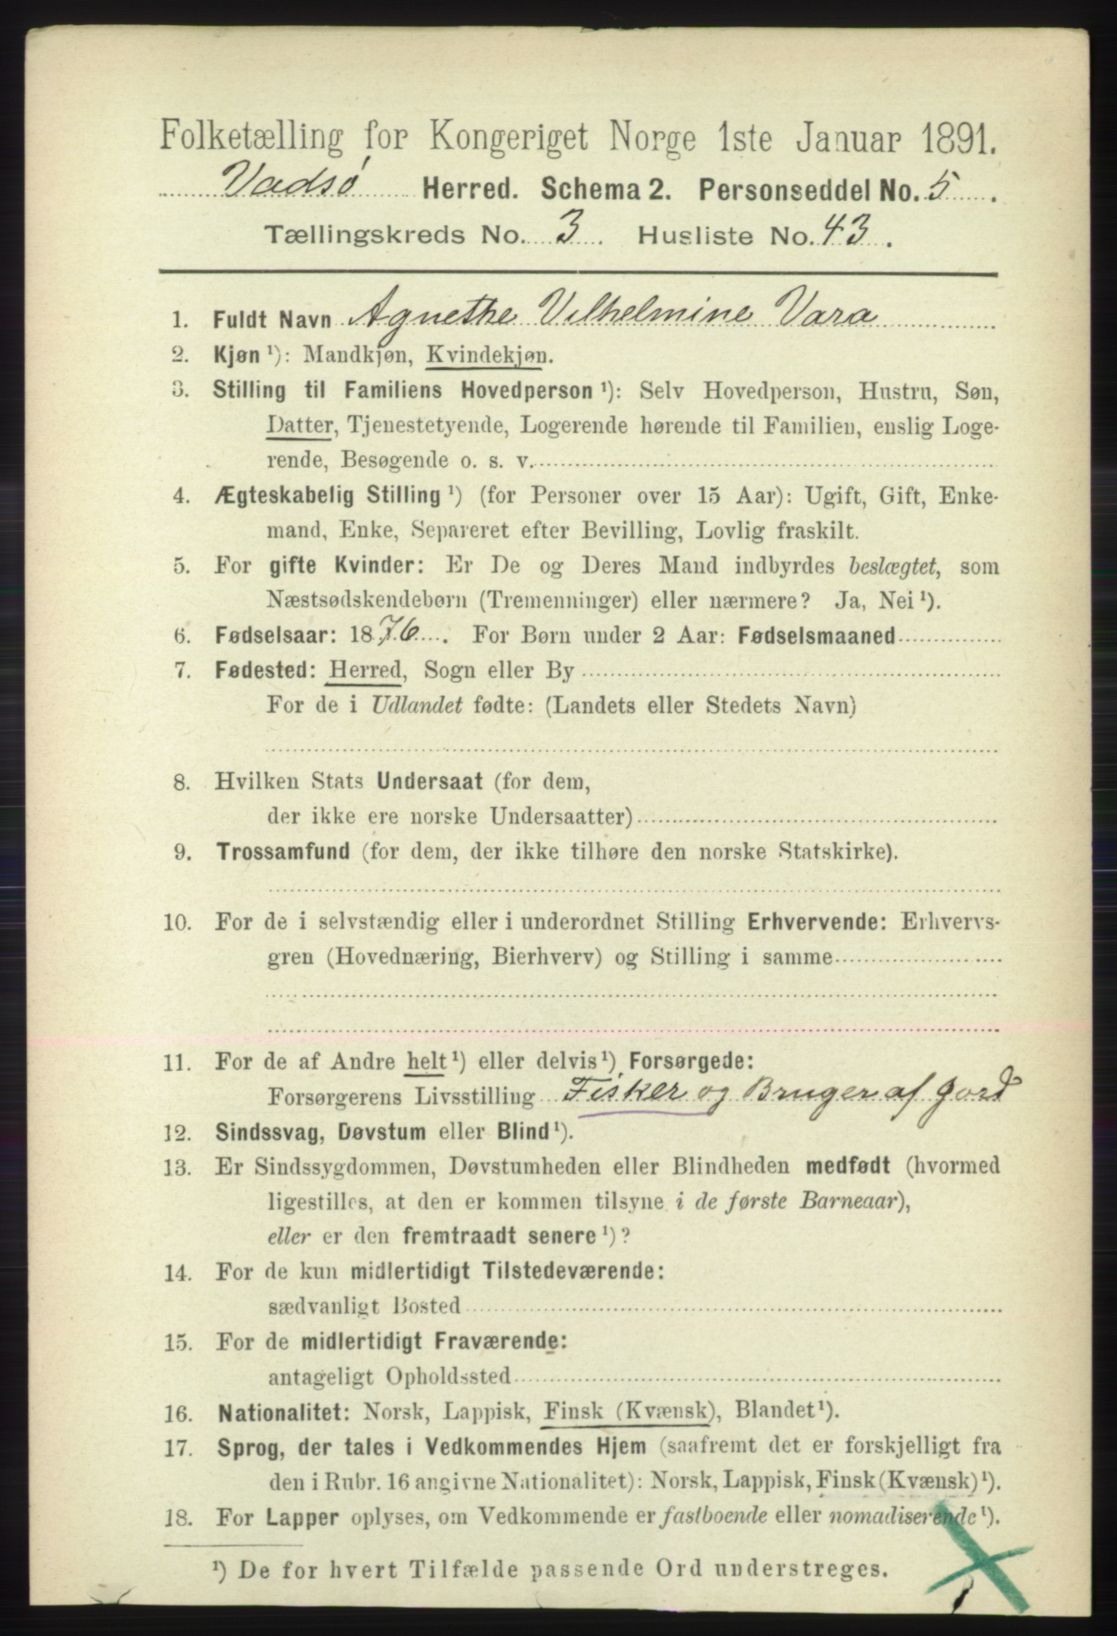 Folketælling for Kongeriget Norge 1ste Januar 1891.
Vadsø Herred. Schema 2. Personseddel No. 5.
Tællingskreds No. 3. Husliste No. 43.
1. Fuldt Navn Agnethe Vilhelmine Vara
2. Kjøn ¹): Mandkjøn, Kvindekjøn.
3. Stilling til Familiens Hovedperson ¹): Selv Hovedperson, Hustru, Søn,
Datter, Tjenestetyende, Logerende hørende til Familien, enslig Loge-
rende, Besøgende o. s. v.
4. Ægteskabelig Stilling ¹) (for Personer over 15 Aar): Ugift, Gift, Enke-
mand, Enke, Separeret efter Bevilling, Lovlig fraskilt.
5. For gifte Kvinder: Er De og Deres Mand indbyrdes beslægtet, som
Næstsødskendebørn (Tremenninger) eller nærmere? Ja, Nei ¹).
6. Fødselsaar: 1876. For Børn under 2 Aar: Fødselsmaaned
7. Fødested: Herred, Sogn eller By
For de i Udlandet fødte: (Landets eller Stedets Navn)
8. Hvilken Stats Undersaat (for dem,
der ikke ere norske Undersaatter)
9. Trossamfund (for dem, der ikke tilhøre den norske Statskirke).
10. For de i selvstændig eller i underordnet Stilling Erhvervende: Erhvervs-
gren (Hovednæring, Bierhverv) og Stilling i samme
11. For de af Andre helt ¹) eller delvis ¹) Forsørgede:
Forsørgerens Livsstilling Fisker og Bruger af Jord
12. Sindssvag, Døvstum eller Blind ¹).
13. Er Sindssygdommen, Døvstumheden eller Blindheden medfødt (hvormed
ligestilles, at den er kommen tilsyne i de første Barneaar),
eller er den fremtraadt senere ¹)?
14. For de kun midlertidigt Tilstedeværende:
sædvanligt Bosted
15. For de midlertidigt Fraværende:
antageligt Opholdssted
16. Nationalitet: Norsk, Lappisk, Finsk (Kvænsk), Blandet ¹).
17. Sprog, der tales i Vedkommendes Hjem (saafremt det er forskjelligt fra
den i Rubr. 16 angivne Nationalitet): Norsk, Lappisk, Finsk (Kvænsk) ¹).
18. For Lapper oplyses, om Vedkommende er fastboende eller nomadiserende ¹).
¹) De for hvert Tilfælde passende Ord understreges.